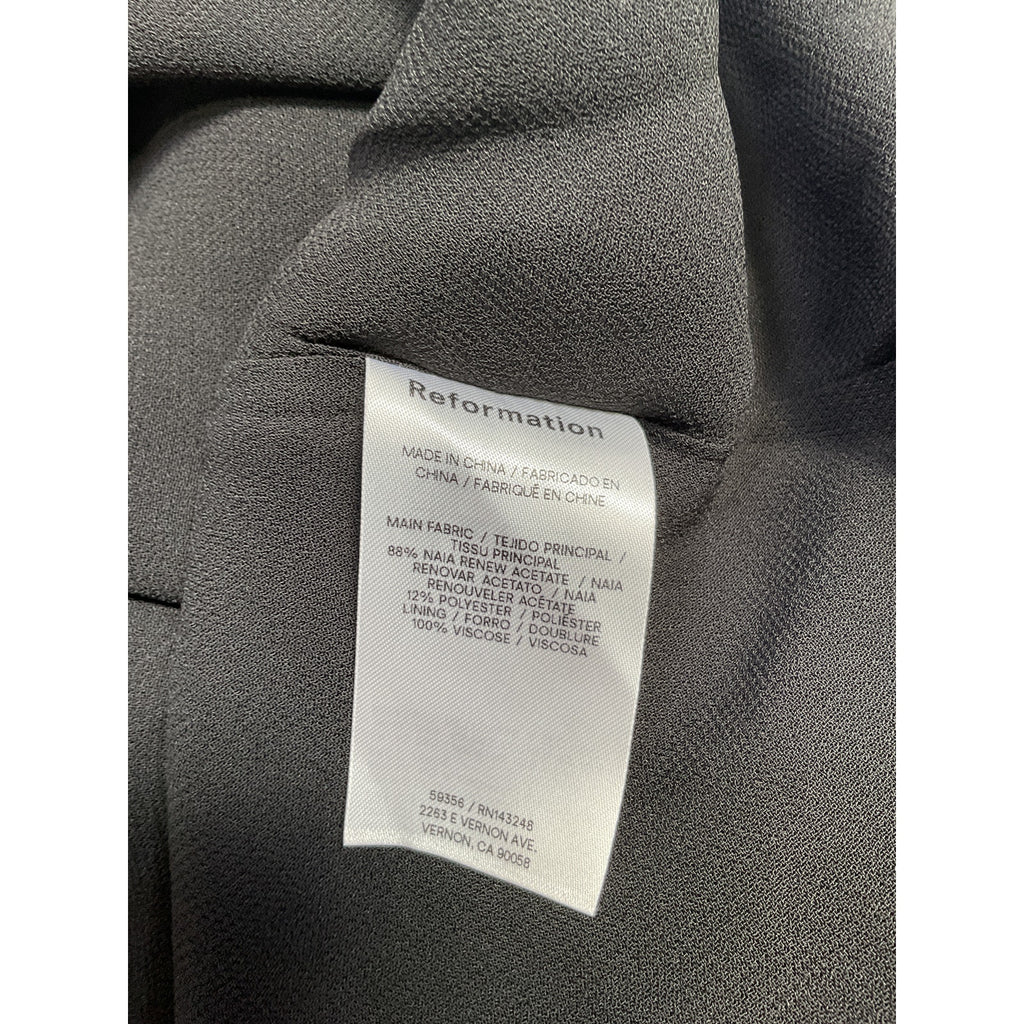 Reformation
MADE IN CHINA / FABRICADO EN
CHINA / FABRIQUÉ EN CHINE
MAIN FABRIC / TEJIDO PRINCIPAL /
TISSU PRINCIPAL
88% NAIA RENEW ACETATE / NAIA
RENOVAR ACETATO / NAIA
RENOUVELER ACÉTATE
12% POLYESTER / POLIÉSTER
LINING / FORRO / DOUBLURE
100% VISCOSE / VISCOSA
59356 / RN143248
2263 E VERNON AVE.
VERNON, CA 90058